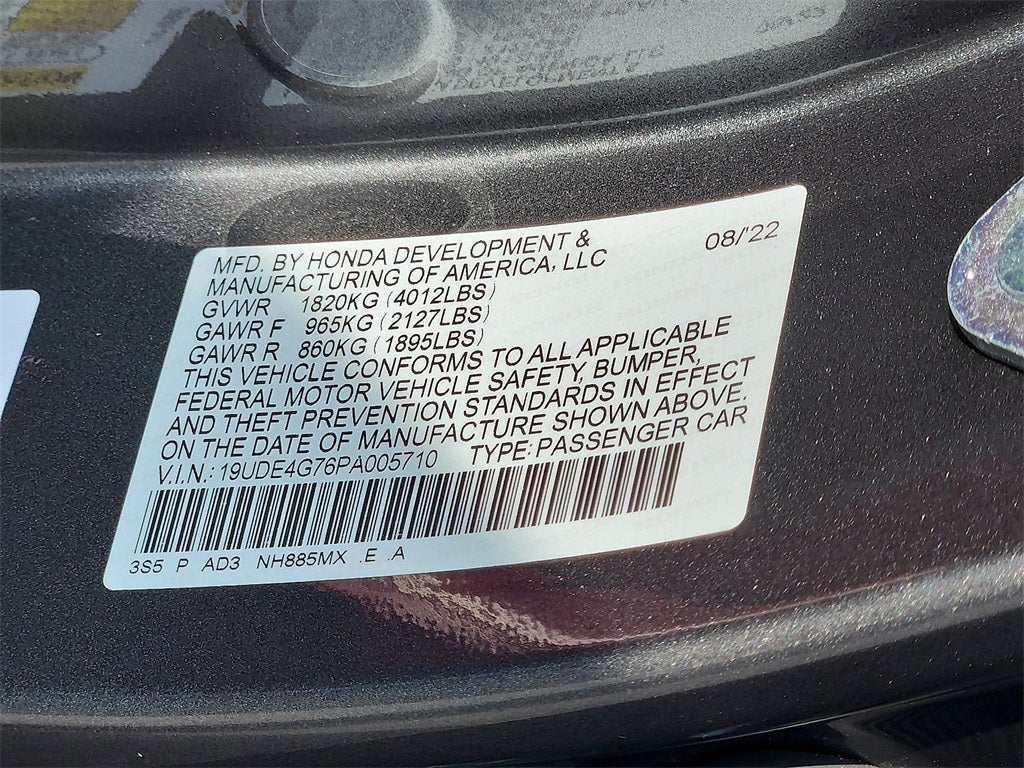 MFD. BY HONDA DEVELOPMENT & 08/'22
MANUFACTURING OF AMERICA, LLC
GVWR 1820KG (4012LBS)
GAWR F 965KG (2127LBS)
GAWR R 860KG (1895LBS)
THIS VEHICLE CONFORMS TO ALL APPLICABLE
FEDERAL MOTOR VEHICLE SAFETY, BUMPER,
AND THEFT PREVENTION STANDARDS IN EFFECT
ON THE DATE OF MANUFACTURE SHOWN ABOVE.
V.I.N.: 19UDE4G76PA005710 TYPE: PASSENGER CAR
3S5 P AD3 NH885MX .E .A